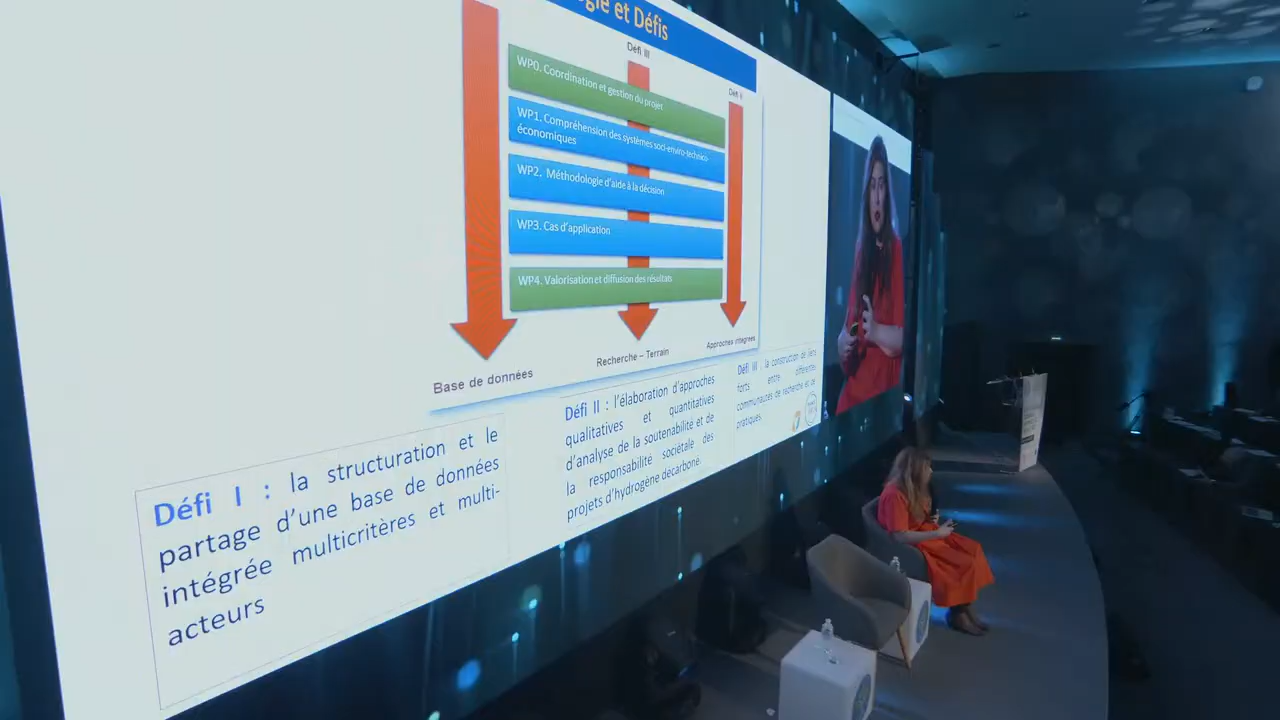 gie et Défis
Défi III
WP0. Coordination et gestion du projet
WP1. Compréhension des systèmes soci-enviro-technico-
économiques
WP2. Méthodologie d'aide à la décision
WP3. Cas d'application
WP4. Valorisation et diffusion des résultats
Base de données
Recherche – Terrain
Approches intégrées
Défi I : la structuration et le
partage d'une base de données
intégrée multicritères et multi-
acteurs
Défi II : l'élaboration d'approches
qualitatives et quantitatives
d'analyse de la soutenabilité et de
la responsabilité sociétale des
projets d'hydrogène décarboné.
Défi III : la construction de liens
forts entre différentes
communautés de recherche et de
pratiques.